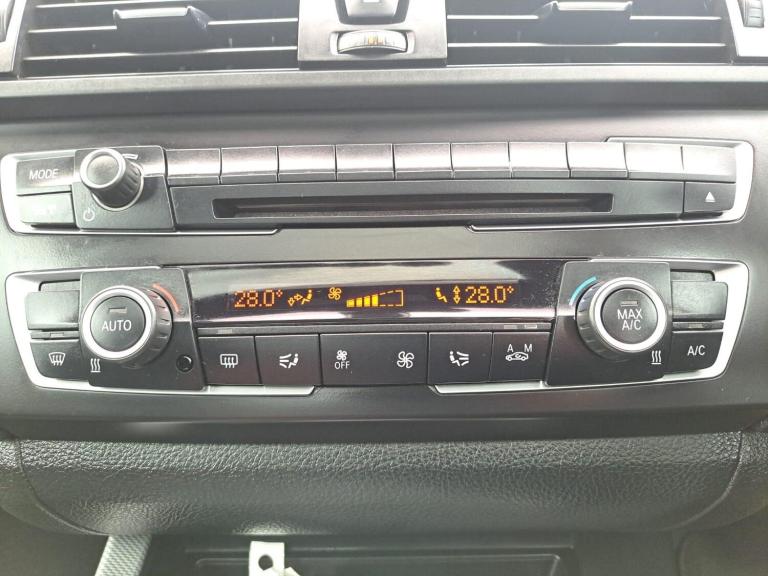 MODE
28.0° 28.0°
AUTO
MAX
A/C
A M
OFF
A/C